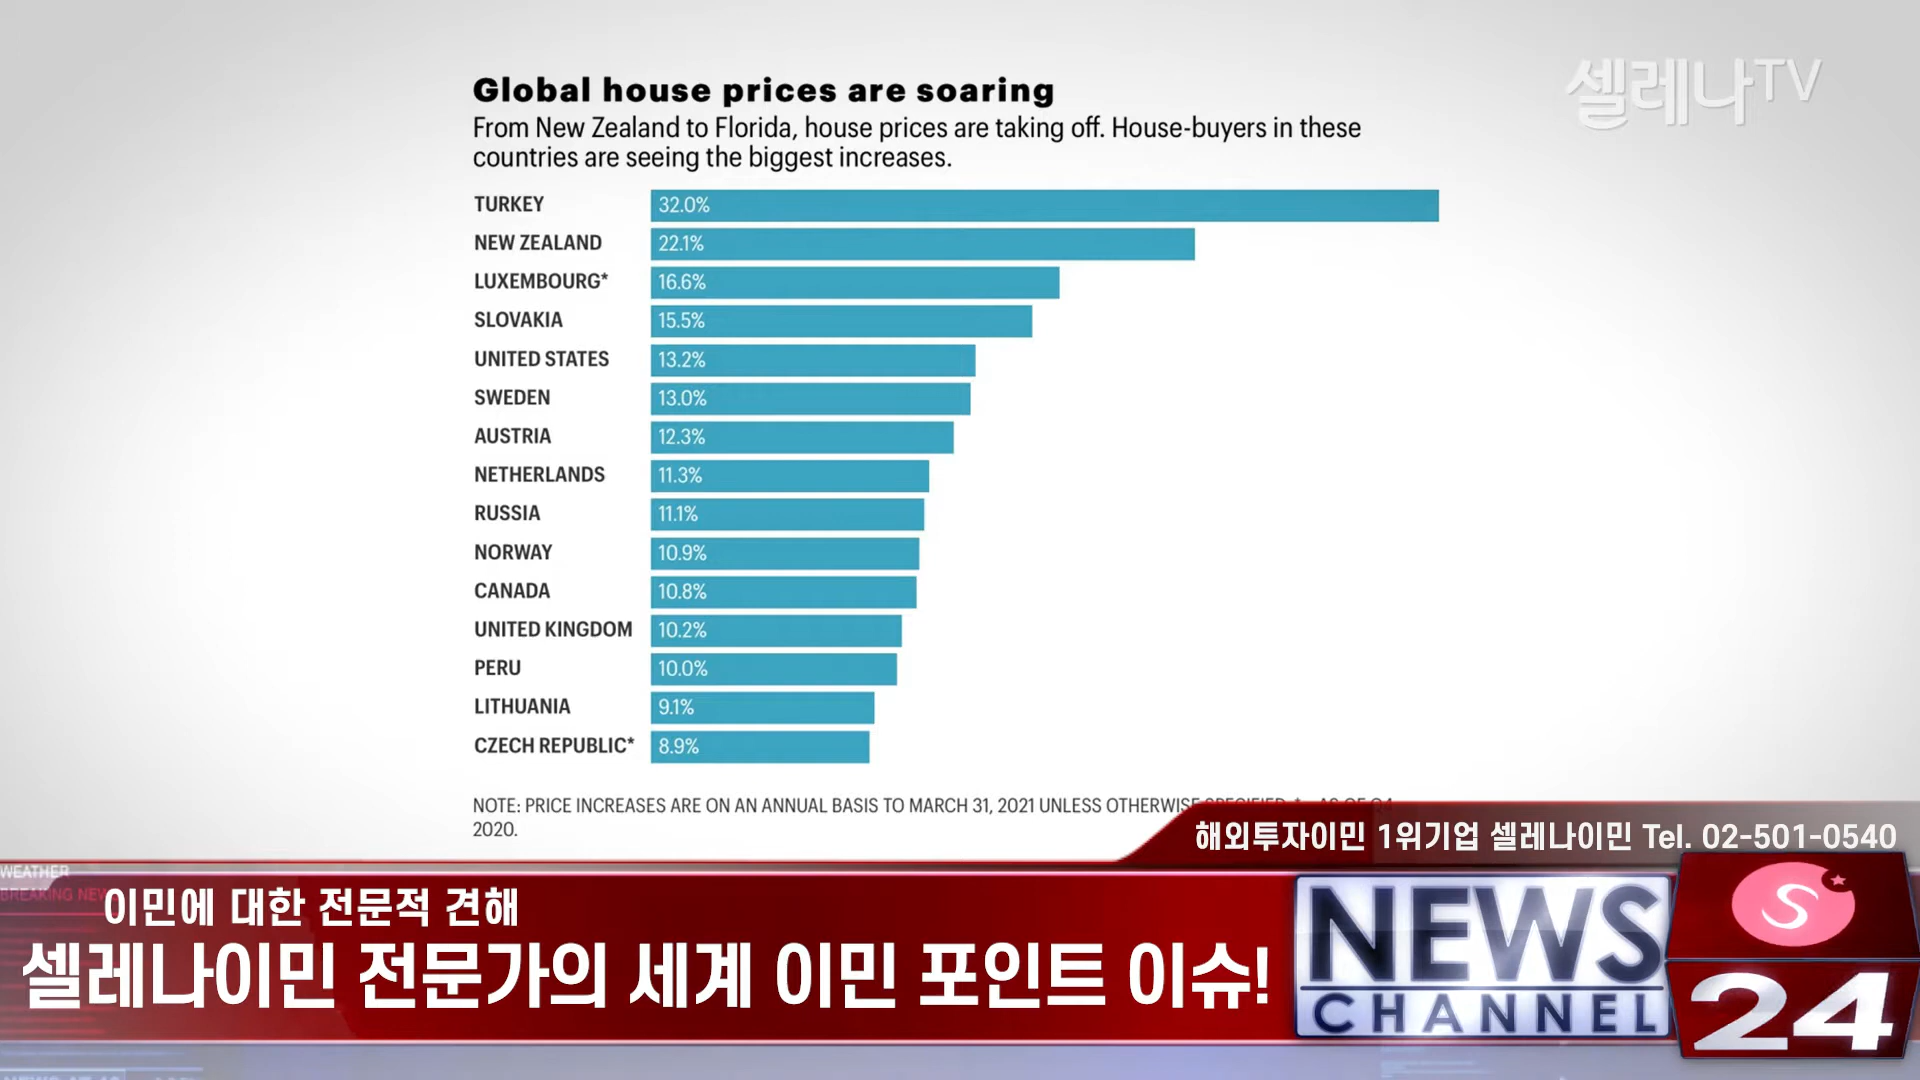 셀레나TV
Global house prices are soaring
From New Zealand to Florida, house prices are taking off. House-buyers in these
countries are seeing the biggest increases.
TURKEY 32.0%
NEW ZEALAND 22.1%
LUXEMBOURG* 16.6%
SLOVAKIA 15.5%
UNITED STATES 13.2%
SWEDEN 13.0%
AUSTRIA 12.3%
NETHERLANDS 11.3%
RUSSIA 11.1%
NORWAY 10.9%
CANADA 10.8%
UNITED KINGDOM 10.2%
PERU 10.0%
LITHUANIA 9.1%
CZECH REPUBLIC* 8.9%
NOTE: PRICE INCREASES ARE ON AN ANNUAL BASIS TO MARCH 31, 2021 UNLESS OTHERWISE SPECIFIED. * = AS OF Q4
2020.
해외투자이민 1위기업 셀레나이민 Tel. 02-501-0540
WEATHER
BREAKING NEW
이민에 대한 전문적 견해
셀레나이민 전문가의 세계 이민 포인트 이슈!
NEWS
CHANNEL
S
24